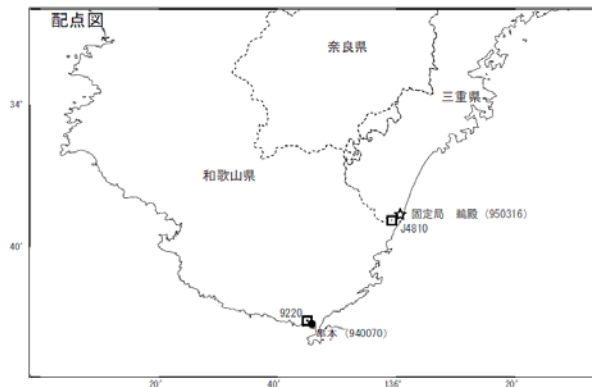 配点図
奈良県
34'
三重県
和歌山県
固定局 鵜殿(950316)
J4810
40'
9220
串本(940070)
20'
40'
136'
20'